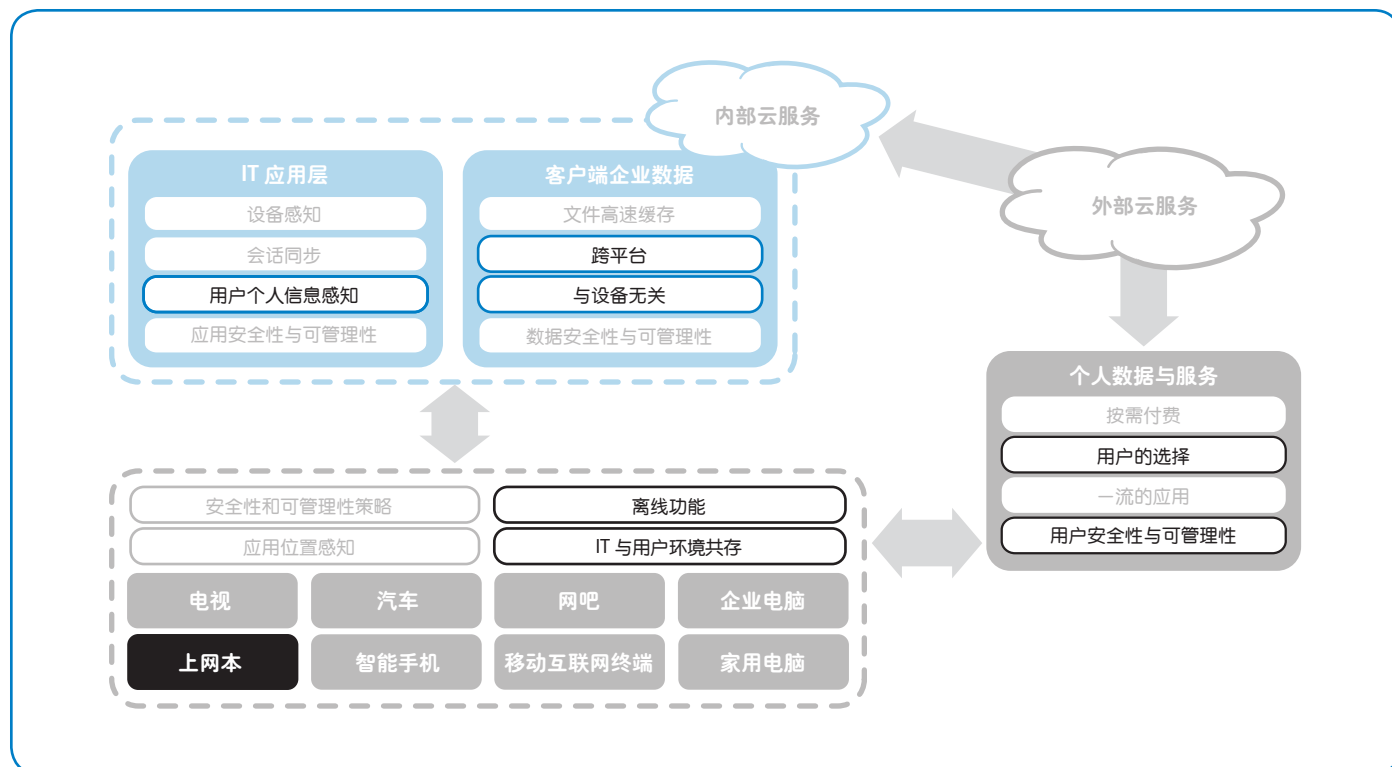 内部云服务
外部云服务
IT 应用层
设备感知
会话同步
用户个人信息感知
应用安全性与可管理性
客户端企业数据
文件高速缓存
跨平台
与设备无关
数据安全性与可管理性
个人数据与服务
按需付费
用户的选择
一流的应用
用户安全性与可管理性
安全性和可管理性策略
离线功能
应用位置感知
IT 与用户环境共存
电视
汽车
网吧
企业电脑
上网本
智能手机
移动互联网终端
家用电脑